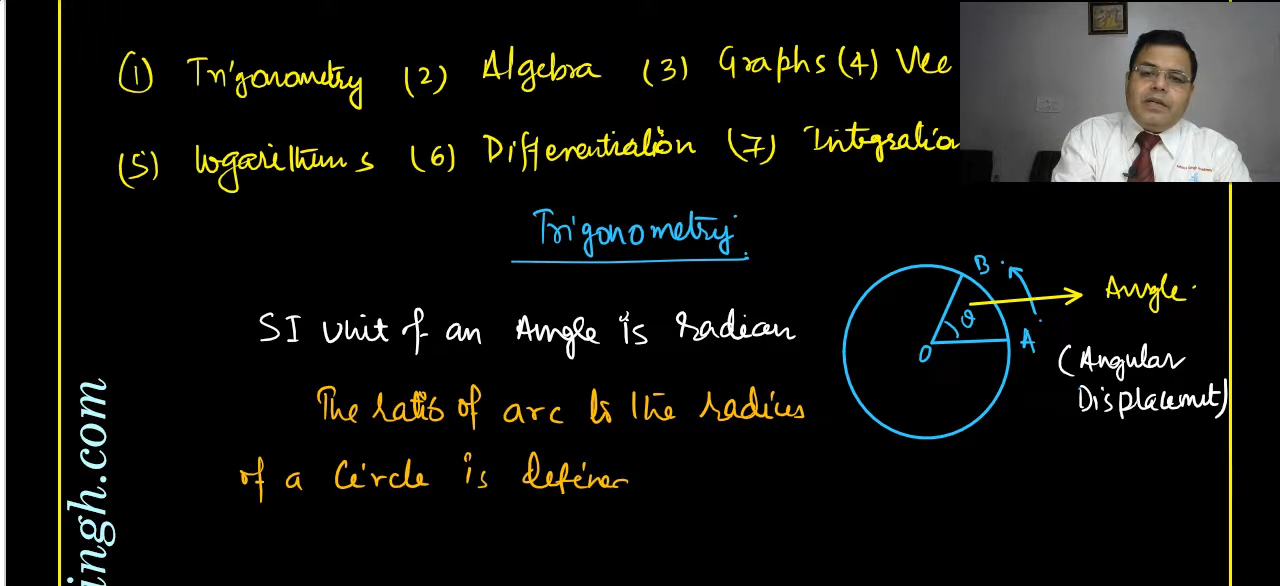 (1) Trigonometry (2) Algebra (3) Graphs (4) Vec
(5) logarithms (6) Differentiation (7) Integratio
Trigonometry
SI Unit of an Angle is radian
The ratio of arc to the radius
of a circle is define
B
θ
O
A
Angle
(Angular
Displacement)
ingh.com